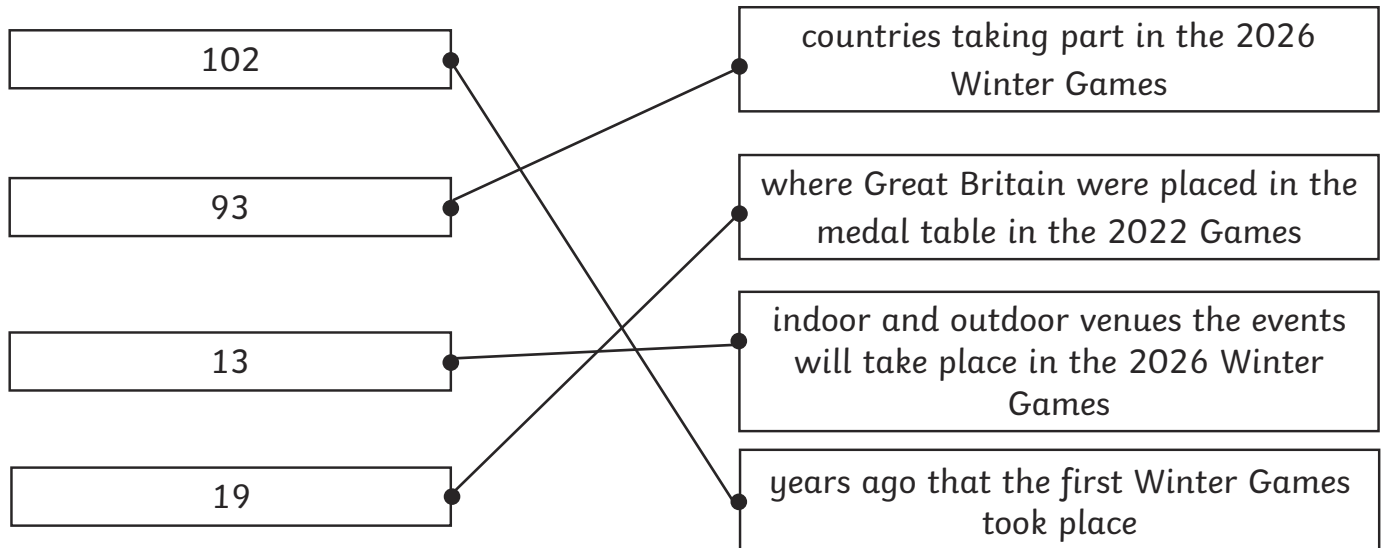 102
countries taking part in the 2026
Winter Games
93
where Great Britain were placed in the
medal table in the 2022 Games
13
indoor and outdoor venues the events
will take place in the 2026 Winter
Games
19
years ago that the first Winter Games
took place